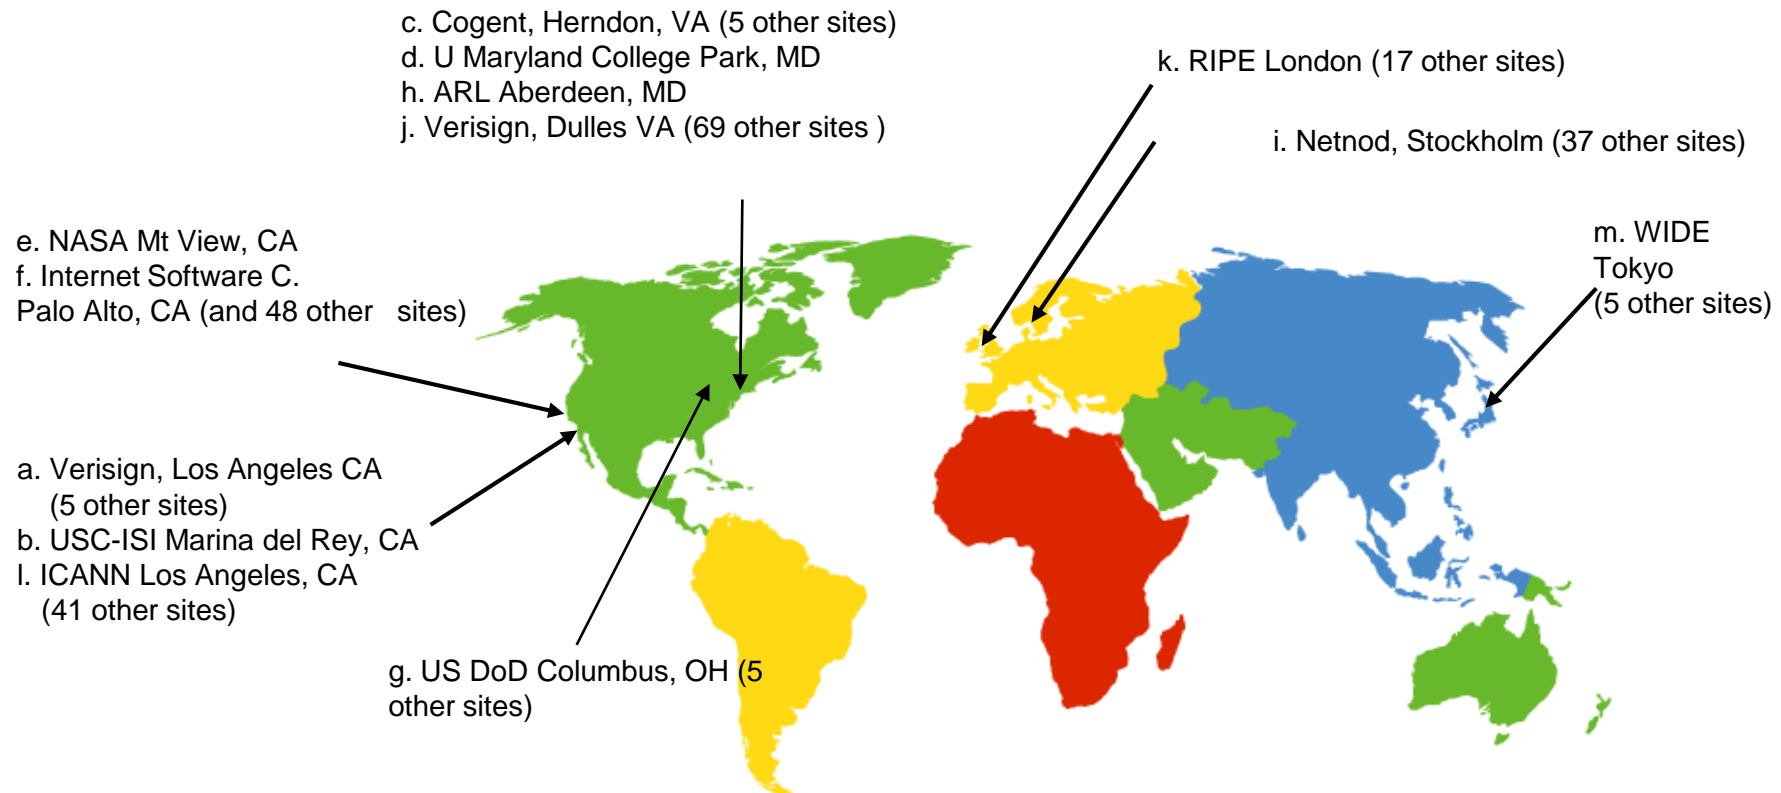 c. Cogent, Herndon, VA (5 other sites)
d. U Maryland College Park, MD
h. ARL Aberdeen, MD
j. Verisign, Dulles VA (69 other sites )
k. RIPE London (17 other sites)
i. Netnod, Stockholm (37 other sites)
m. WIDE
Tokyo
(5 other sites)
e. NASA Mt View, CA
f. Internet Software C.
Palo Alto, CA (and 48 other sites)
a. Verisign, Los Angeles CA
(5 other sites)
b. USC-ISI Marina del Rey, CA
l. ICANN Los Angeles, CA
(41 other sites)
g. US DoD Columbus, OH (5
other sites)